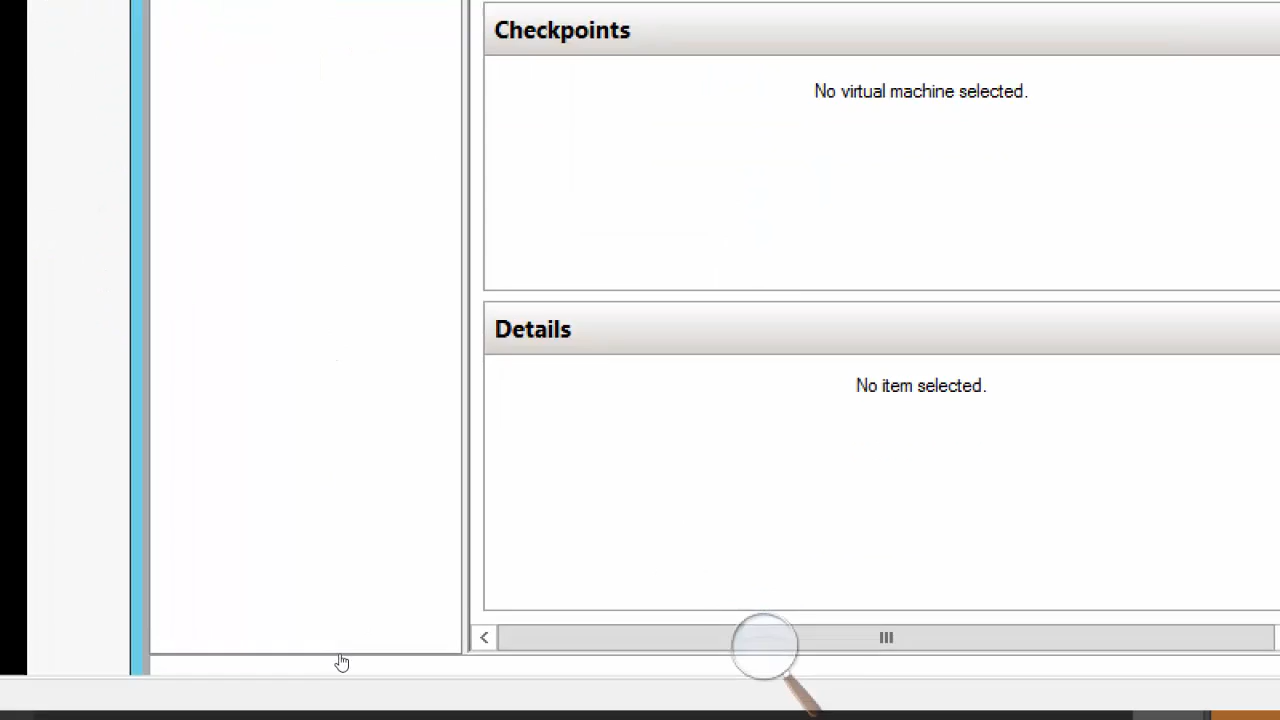 Checkpoints
No virtual machine selected.
Details
No item selected.